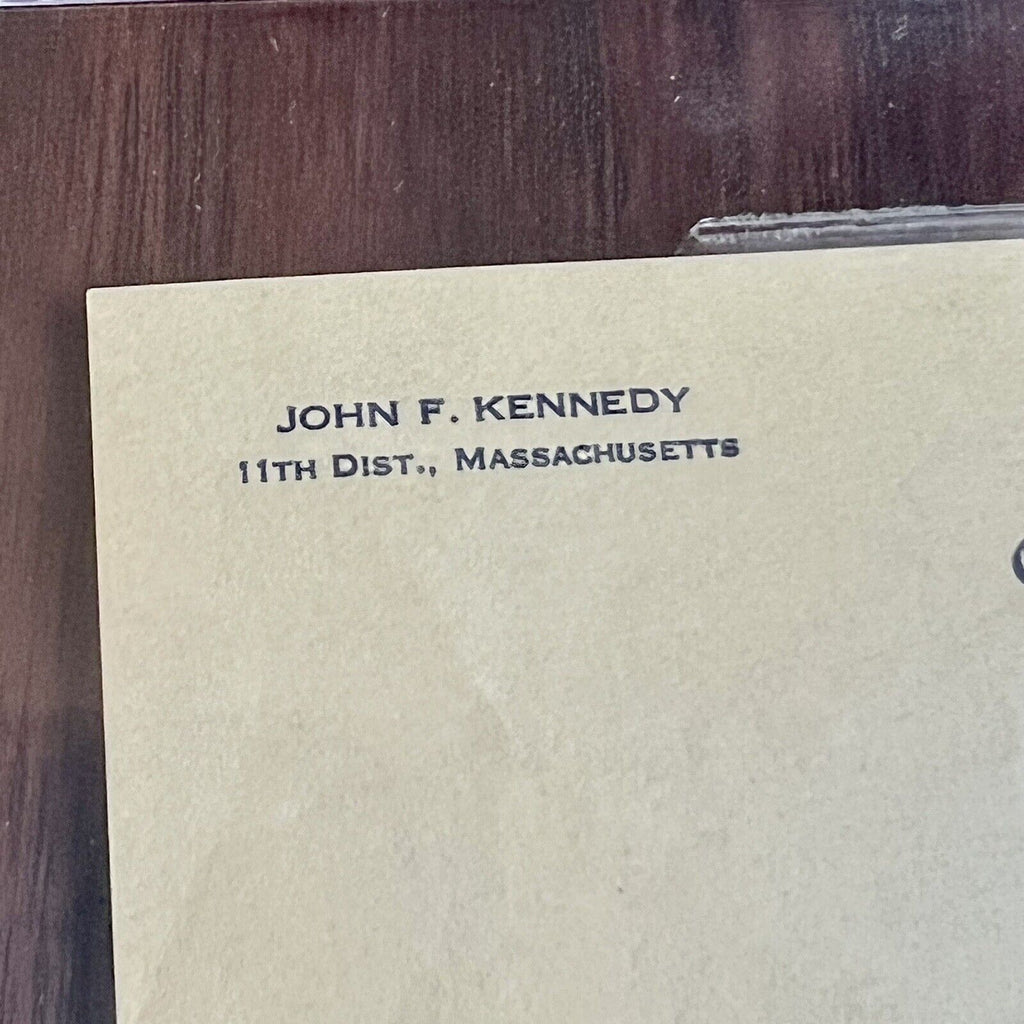 JOHN F. KENNEDY
11TH DIST., MASSACHUSETTS